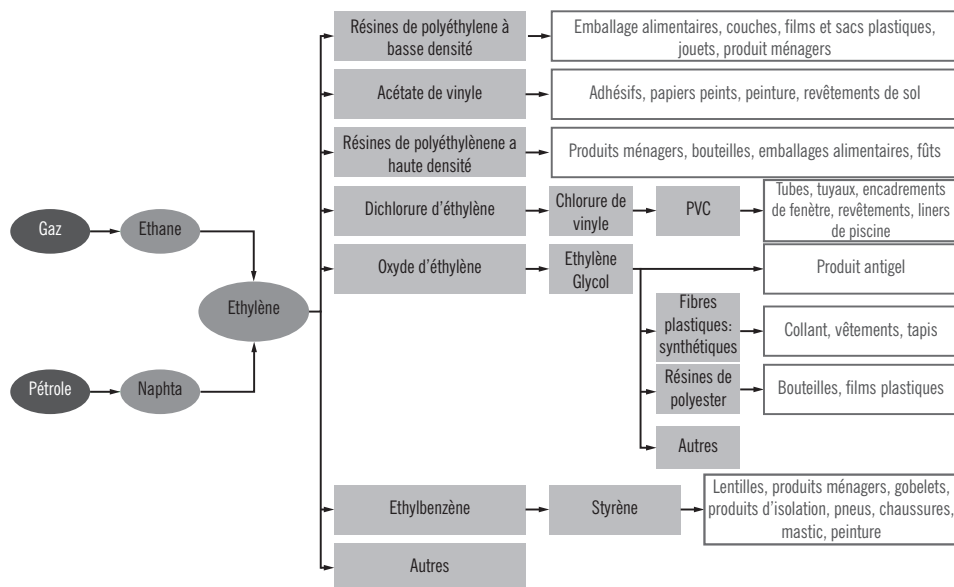 Résines de polyéthylene à
basse densité
Emballage alimentaires, couches, films et sacs plastiques,
jouets, produit ménagers
Acétate de vinyle
Adhésifs, papiers peints, peinture, revêtements de sol
Résines de polyéthylènene a
haute densité
Produits ménagers, bouteilles, emballages alimentaires, fûts
Gaz
Ethane
Dichlorure d’éthylène
Chlorure de
vinyle
PVC
Tubes, tuyaux, encadrements
de fenètre, revêtements, liners
de piscine
Oxyde d’éthylène
Ethylène
Glycol
Produit antigel
Ethylène
Fibres
plastiques:
synthétiques
Collant, vêtements, tapis
Pétrole
Naphta
Résines de
polyester
Bouteilles, films plastiques
Autres
Ethylbenzène
Styrène
Lentilles, produits ménagers, gobelets,
produits d’isolation, pneus, chaussures,
mastic, peinture
Autres